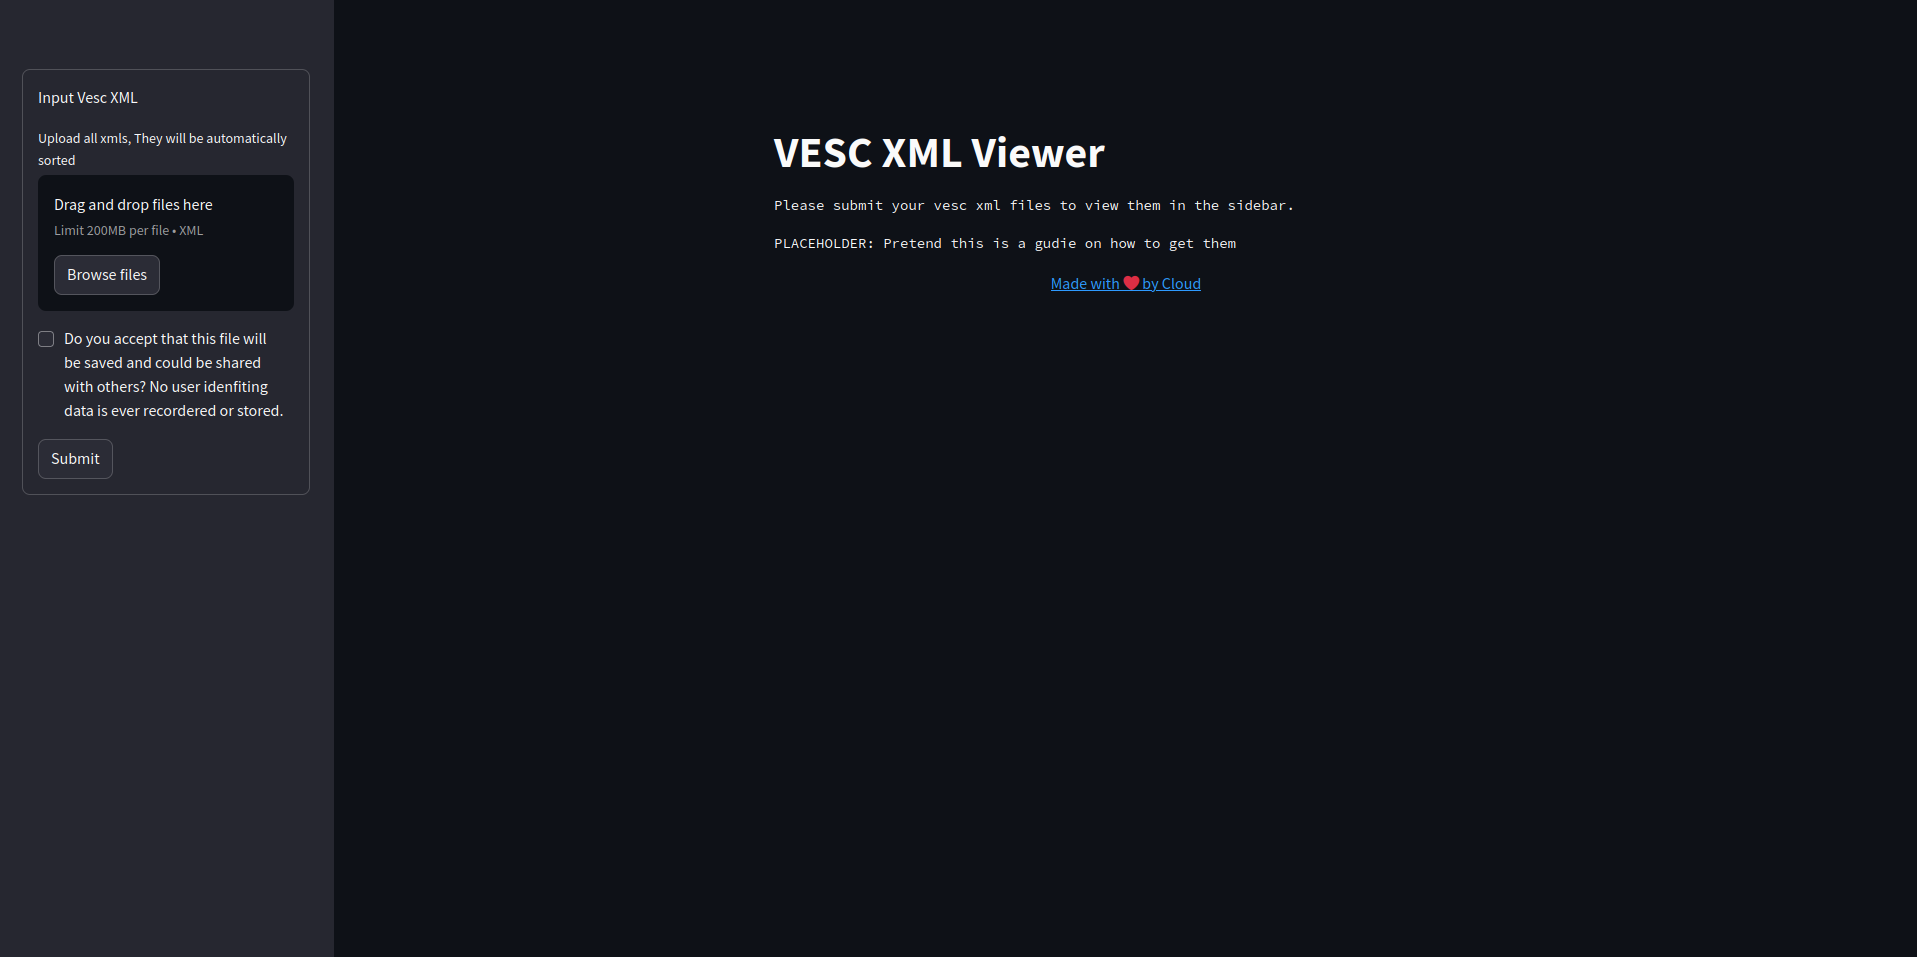 Input Vesc XML
Upload all xmls, They will be automatically
sorted
Drag and drop files here
Limit 200MB per file • XML
Browse files
Do you accept that this file will
be saved and could be shared
with others? No user idenfiting
data is ever recordered or stored.
Submit
VESC XML Viewer
Please submit your vesc xml files to view them in the sidebar.
PLACEHOLDER: Pretend this is a gudie on how to get them
Made with ❤️ by Cloud